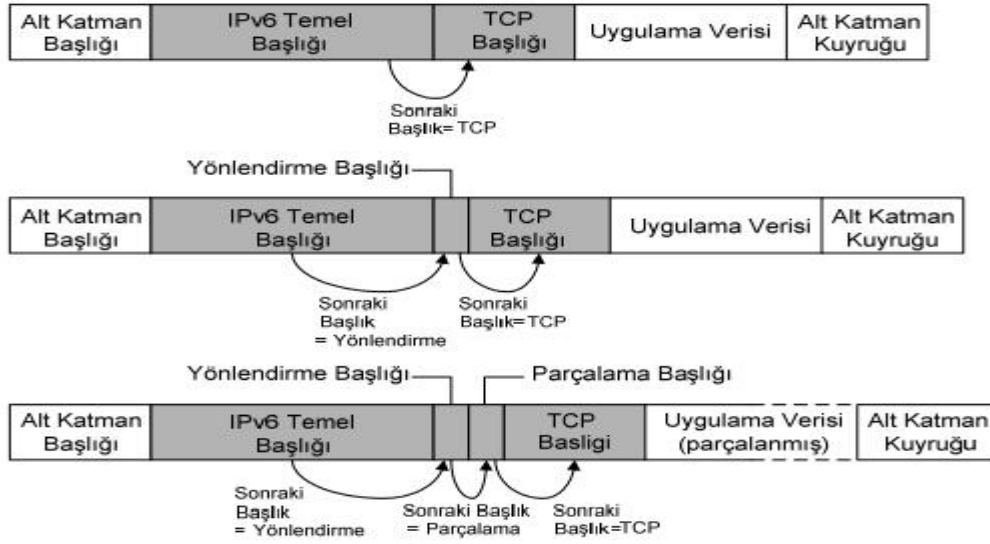 Alt Katman
Başlığı
IPv6 Temel
Başlığı
TCP
Başlığı
Uygulama Verisi
Alt Katman
Kuyruğu
Sonraki
Başlık= TCP
Yönlendirme Başlığı
Alt Katman
Başlığı
IPv6 Temel
Başlığı
TCP
Başlığı
Uygulama Verisi
Alt Katman
Kuyruğu
Sonraki
Başlık
= Yönlendirme
Sonraki
Başlık=TCP
Yönlendirme Başlığı
Parçalama Başlığı
Alt Katman
Başlığı
IPv6 Temel
Başlığı
TCP
Basligi
Uygulama Verisi
(parçalanmış)
Alt Katman
Kuyruğu
Sonraki
Başlık
= Yönlendirme
Sonraki Başlık
= Parçalama
Sonraki
Başlık=TCP